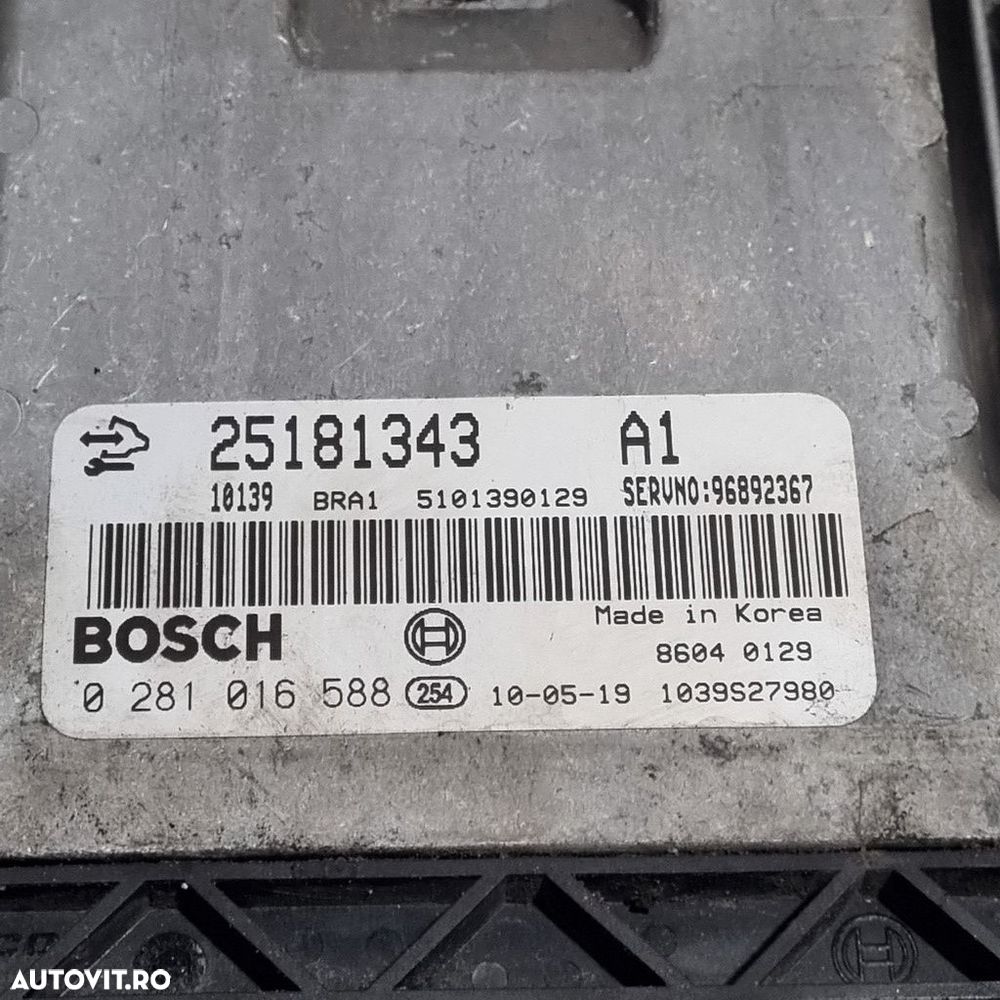 25181343 A1
10139 BRA1 5101390129 SERVNO:96892367
Made in Korea
BOSCH
8604 0129
0 281 016 588 254 10-05-19 1039S27980
AUTOVIT.RO